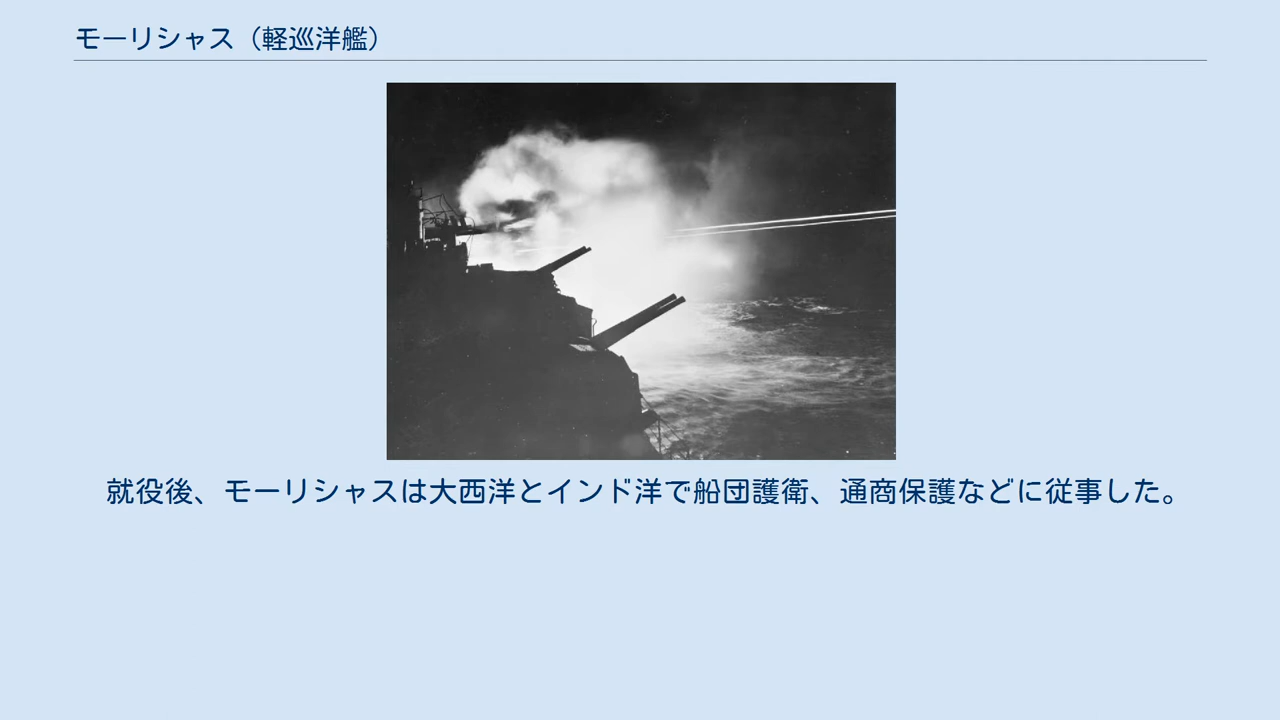 モーリシャス（軽巡洋艦）
就役後、モーリシャスは大西洋とインド洋で船団護衛、通商保護などに従事した。